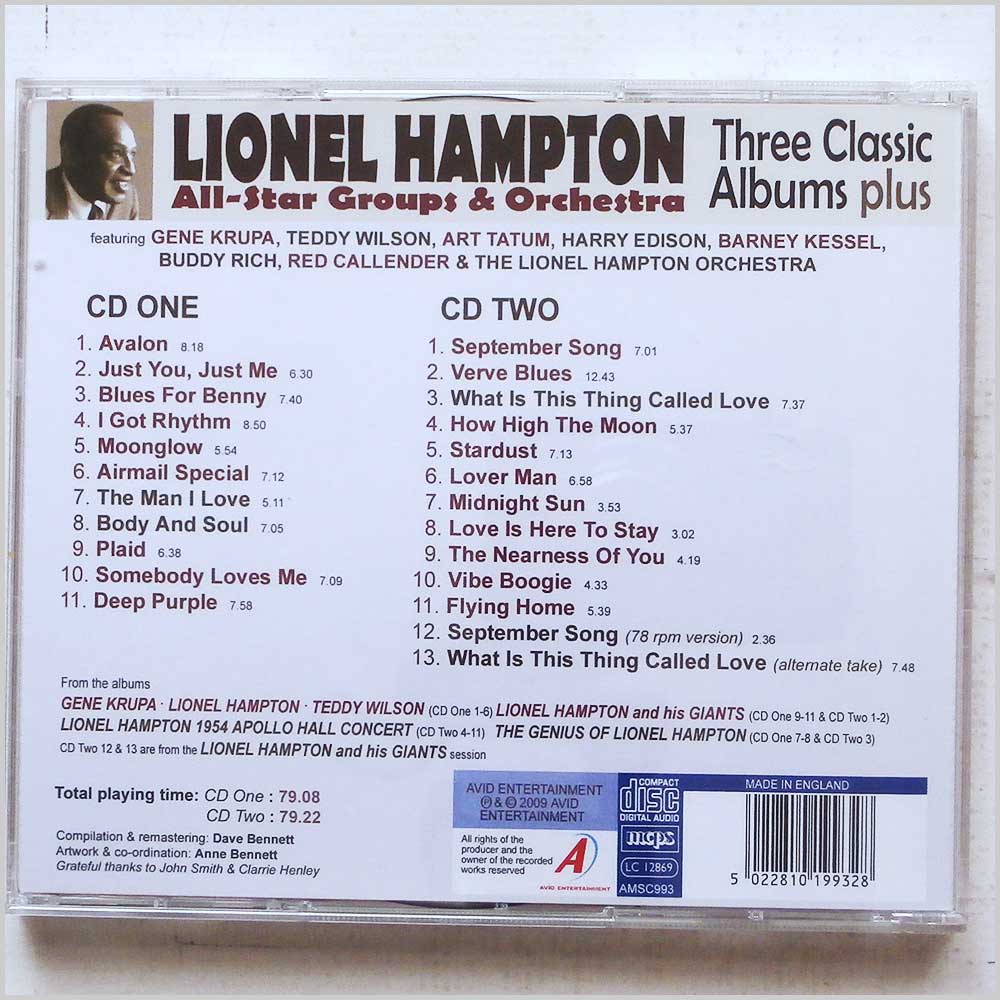 LIONEL HAMPTON
All-Star Groups & Orchestra
Three Classic
Albums plus
featuring GENE KRUPA, TEDDY WILSON, ART TATUM, HARRY EDISON, BARNEY KESSEL,
BUDDY RICH, RED CALLENDER & THE LIONEL HAMPTON ORCHESTRA
CD ONE
1. Avalon 8.18
2. Just You, Just Me 6.30
3. Blues For Benny 7.40
4. I Got Rhythm 8.50
5. Moonglow 5.54
6. Airmail Special 7.12
7. The Man I Love 5.11
8. Body And Soul 7.05
9. Plaid 6.38
10. Somebody Loves Me 7.09
11. Deep Purple 7.58
CD TWO
1. September Song 7.01
2. Verve Blues 12.43
3. What Is This Thing Called Love 7.37
4. How High The Moon 5.37
5. Stardust 7.13
6. Lover Man 6.58
7. Midnight Sun 3.53
8. Love Is Here To Stay 3.02
9. The Nearness Of You 4.19
10. Vibe Boogie 4.33
11. Flying Home 5.39
12. September Song (78 rpm version) 2.36
13. What Is This Thing Called Love (alternate take) 7.48
From the albums
GENE KRUPA · LIONEL HAMPTON · TEDDY WILSON (CD One 1-6) LIONEL HAMPTON and his GIANTS (CD One 9-11 & CD Two 1-2)
LIONEL HAMPTON 1954 APOLLO HALL CONCERT (CD Two 4-11) THE GENIUS OF LIONEL HAMPTON (CD One 7-8 & CD Two 3)
CD Two 12 & 13 are from the LIONEL HAMPTON and his GIANTS session
Total playing time: CD One : 79.08
CD Two : 79.22
Compilation & remastering: Dave Bennett
Artwork & co-ordination: Anne Bennett
Grateful thanks to John Smith & Clarrie Henley
AVID ENTERTAINMENT
℗ & © 2009 AVID
ENTERTAINMENT
All rights of the
producer and the
owner of the recorded
works reserved
A
AVID ENTERTAINMENT
COMPACT
disc
DIGITAL AUDIO
mcps
LC 12869
AMSC993
MADE IN ENGLAND
5 022810 199328